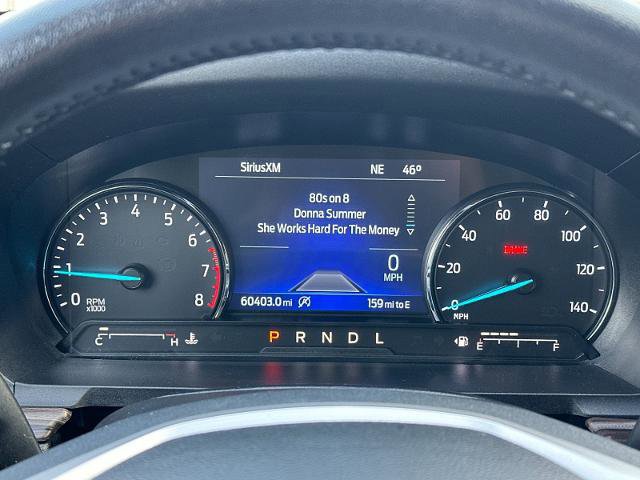 SiriusXM NE 46°
80s on 8
Donna Summer
She Works Hard For The Money
0
MPH
60403.0 mi 159 mi to E
0 1 2 3 4 5 6 7 8
RPM
x1000
0 20 40 60 80 100 120 140
BRAKE
MPH
C H
P R N D L
E F